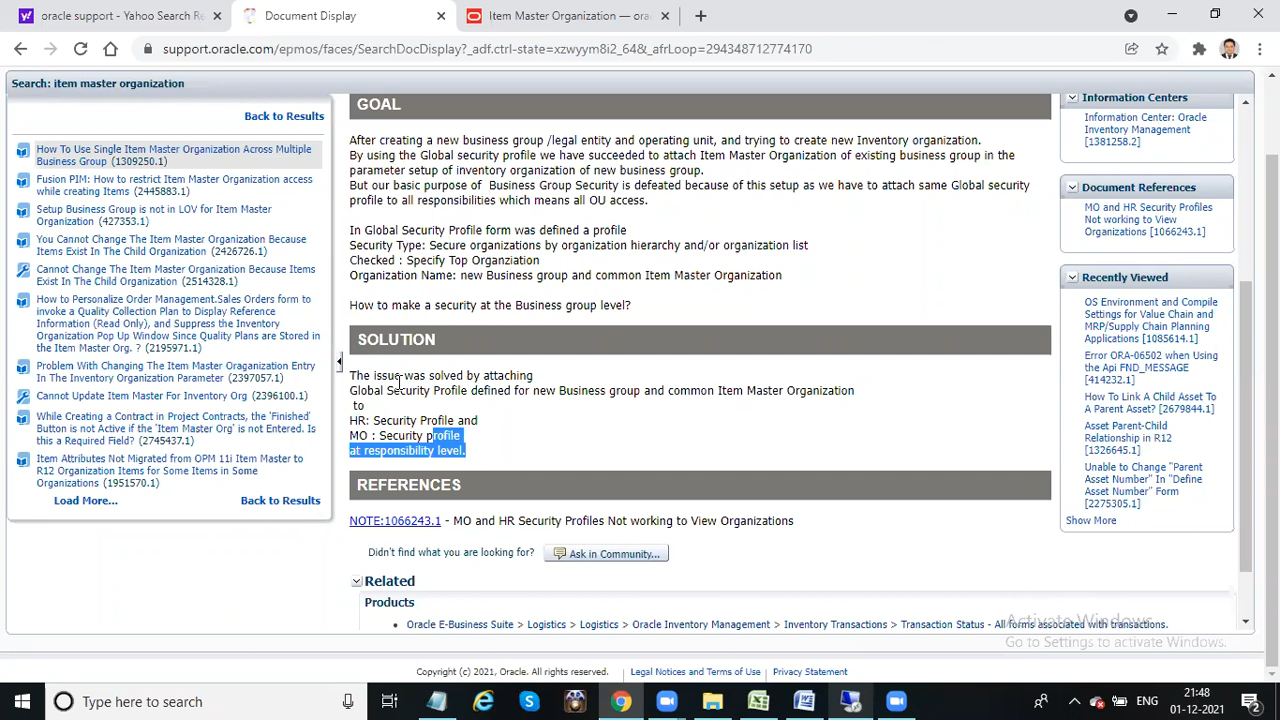 oracle support - Yahoo Search Re
Document Display
Item Master Organization — ora
support.oracle.com/epmos/faces/SearchDocDisplay?_adf.ctrl-state=xzwyym8i2_64&_afrLoop=294348712774170
Search: item master organization
Back to Results
How To Use Single Item Master Organization Across Multiple
Business Group (1309250.1)
Fusion PIM: How to restrict Item Master Organization access
while creating Items (2445883.1)
Setup Business Group is not in LOV for Item Master
Organization (427353.1)
You Cannot Change The Item Master Organization Because
Items Exist In The Child Organization (2426726.1)
Cannot Change The Item Master Organization Because Items
Exist In The Child Organization (2514328.1)
How to Personalize Order Management.Sales Orders form to
invoke a Quality Collection Plan to Display Reference
Information (Read Only), and Suppress the Inventory
Organization Pop Up Window Since Quality Plans are Stored in
the Item Master Org. ? (2195971.1)
Problem With Changing The Item Master Oraganization Entry
In The Inventory Organization Parameter (2397057.1)
Cannot Update Item Master For Inventory Org (2396100.1)
While Creating a Contract in Project Contracts, the 'Finished'
Button is not Active if the 'Item Master Org' is not Entered. Is
this a Required Field? (2745437.1)
Item Attributes Not Migrated from OPM 11i Item Master to
R12 Organization Items for Some Items in Some
Organizations (1951570.1)
Load More...
Back to Results
GOAL
After creating a new business group /legal entity and operating unit, and trying to create new Inventory organization.
By using the Global security profile we have succeeded to attach Item Master Organization of existing business group in the
parameter setup of inventory organization of new business group.
But our basic purpose of Business Group Security is defeated because of this setup as we have to attach same Global security
profile to all responsibilities which means all OU access.
In Global Security Profile form was defined a profile
Security Type: Secure organizations by organization hierarchy and/or organization list
Checked : Specify Top Organziation
Organization Name: new Business group and common Item Master Organization
How to make a security at the Business group level?
SOLUTION
The issue was solved by attaching
Global Security Profile defined for new Business group and common Item Master Organization
to
HR: Security Profile and
MO : Security profile
at responsibility level.
REFERENCES
NOTE:1066243.1 - MO and HR Security Profiles Not working to View Organizations
Didn't find what you are looking for?
Ask in Community...
Related
Products
Oracle E-Business Suite > Logistics > Logistics > Oracle Inventory Management > Inventory Transactions > Transaction Status - All forms associated with transactions.
Information Centers
Information Center: Oracle
Inventory Management
[1381258.2]
Document References
MO and HR Security Profiles
Not working to View
Organizations [1066243.1]
Recently Viewed
OS Environment and Compile
Settings for Value Chain and
MRP/Supply Chain Planning
Applications [1085614.1]
Error ORA-06502 when Using
the Api FND_MESSAGE
[414232.1]
How To Link A Child Asset To
A Parent Asset? [2679844.1]
Asset Parent-Child
Relationship in R12
[1326645.1]
Unable to Change "Parent
Asset Number" In "Define
Asset Number" Form
[2275305.1]
Show More
Activate Windows
Go to Settings to activate Windows.
Copyright (c) 2021, Oracle. All rights reserved.
Legal Notices and Terms of Use
Privacy Statement
Type here to search
ENG
21:48
01-12-2021
2